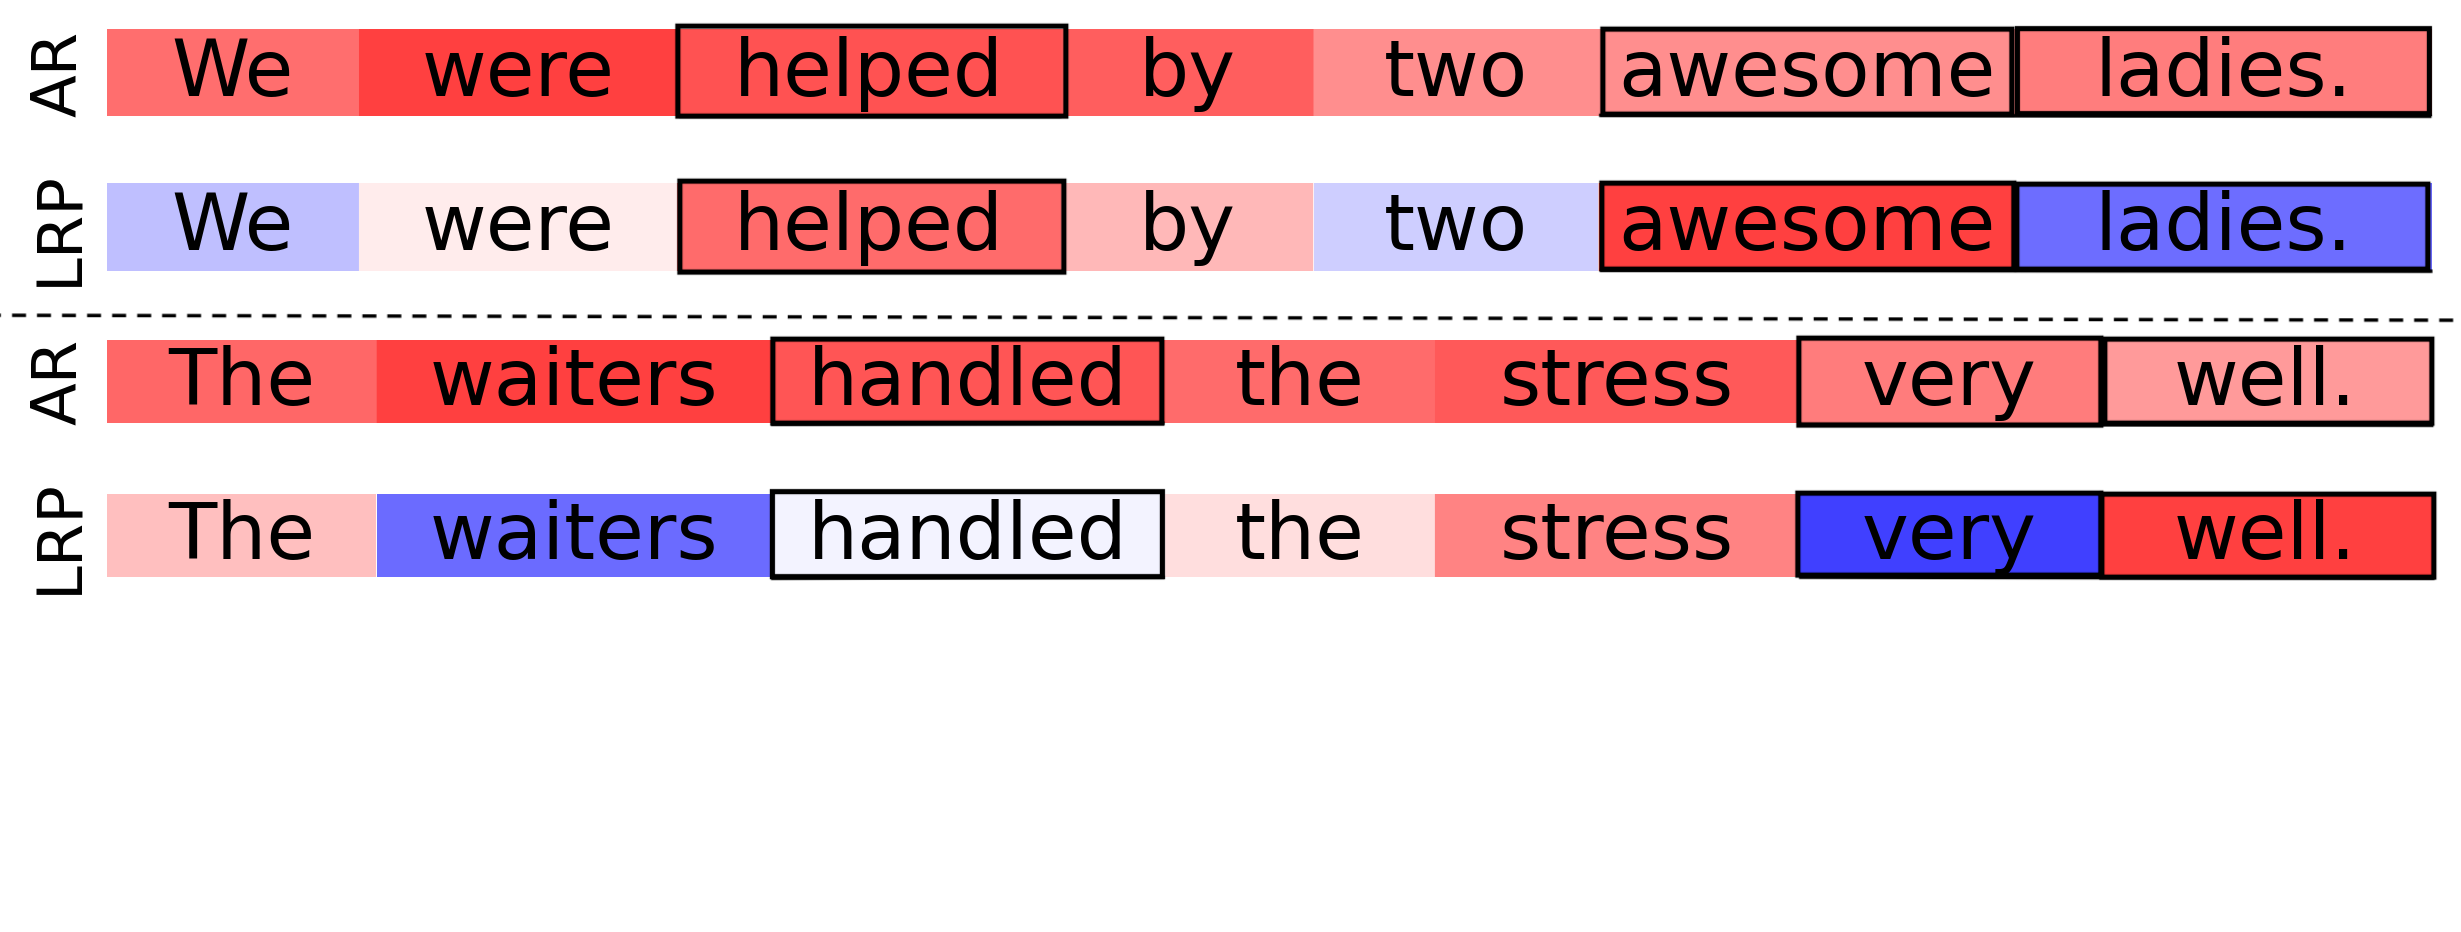 AR We were helped by two awesome ladies.
LRP We were helped by two awesome ladies.
AR The waiters handled the stress very well.
LRP The waiters handled the stress very well.